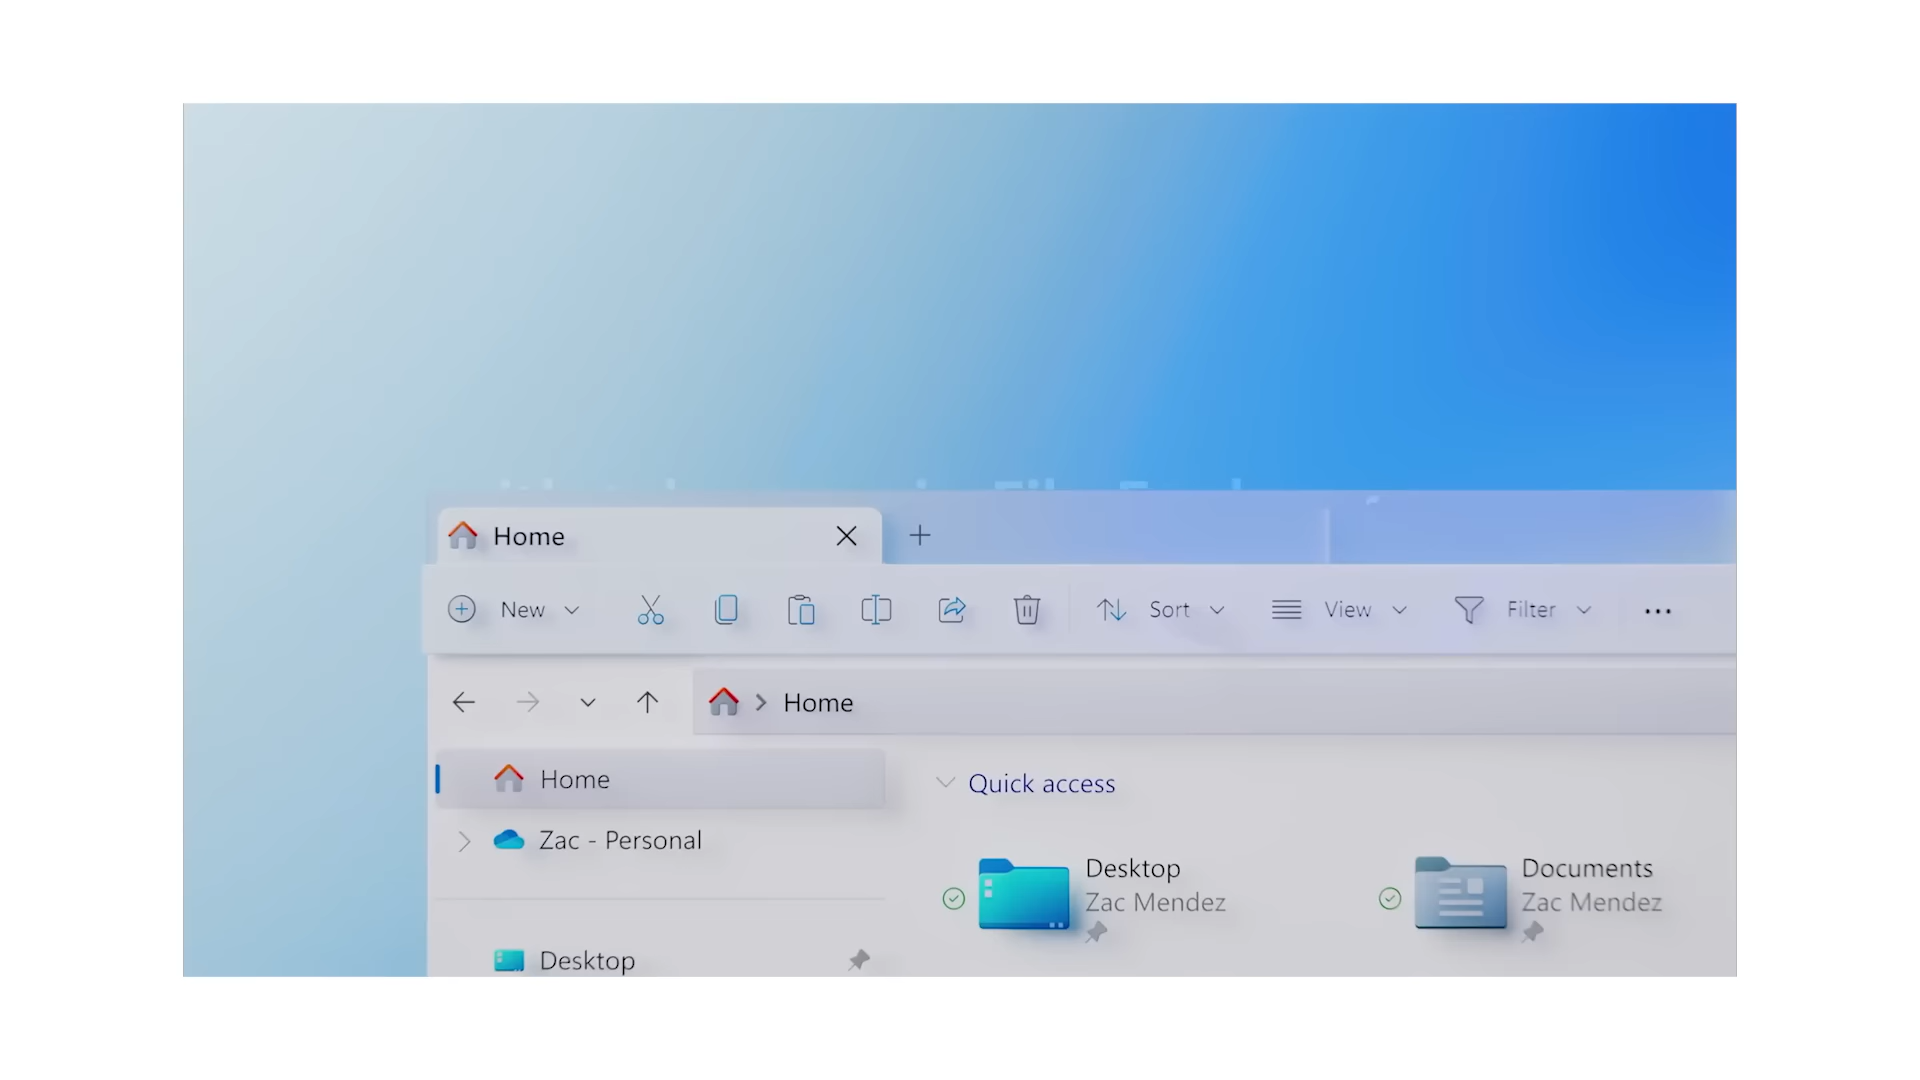 Home
New Sort View Filter
Home
Home
Quick access
Zac - Personal
Desktop
Zac Mendez
Documents
Zac Mendez
Desktop